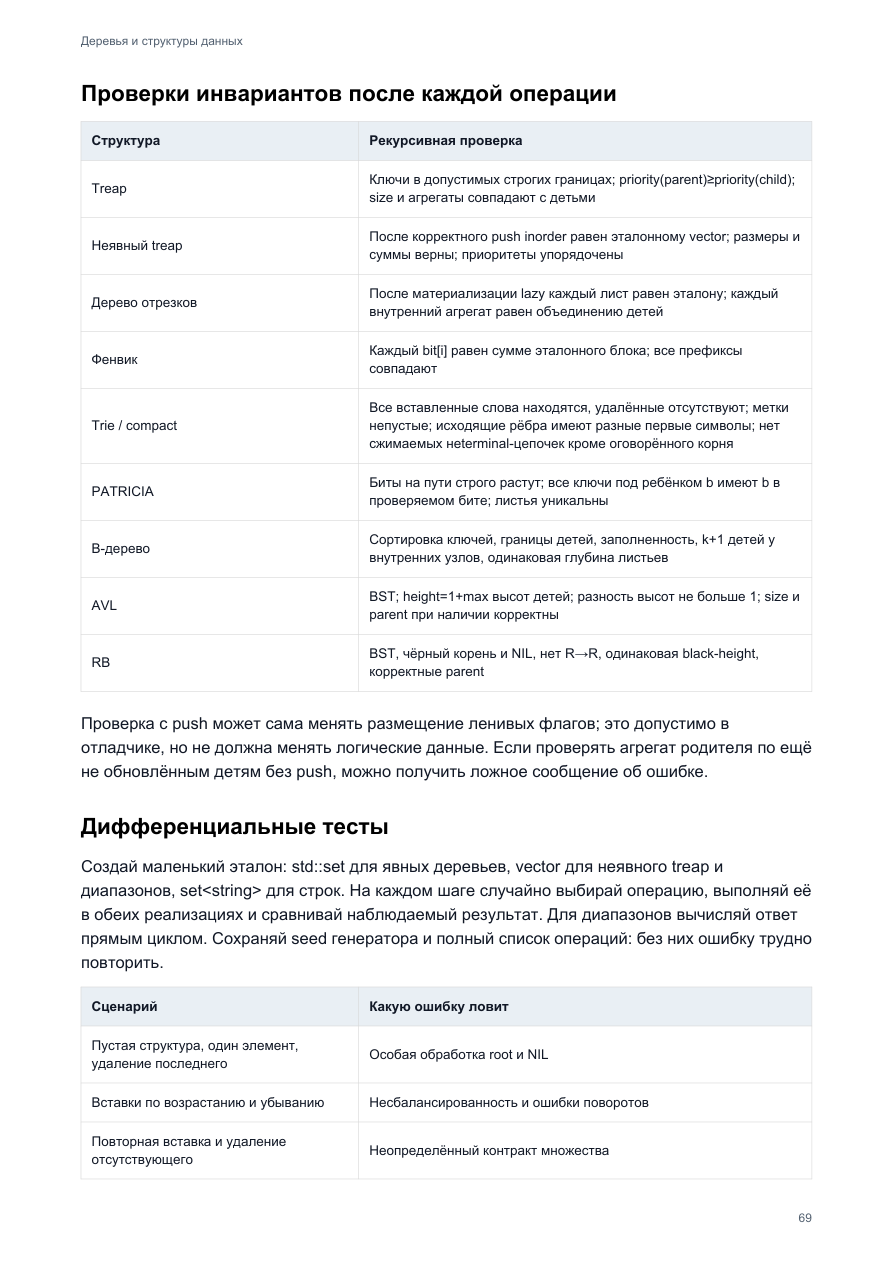 Деревья и структуры данных
Проверки инвариантов после каждой операции
Структура
Рекурсивная проверка
Treap
Ключи в допустимых строгих границах; priority(parent)≥priority(child);
size и агрегаты совпадают с детьми
Неявный treap
После корректного push inorder равен эталонному vector; размеры и
суммы верны; приоритеты упорядочены
Дерево отрезков
После материализации lazy каждый лист равен эталону; каждый
внутренний агрегат равен объединению детей
Фенвик
Каждый bit[i] равен сумме эталонного блока; все префиксы
совпадают
Trie / compact
Все вставленные слова находятся, удалённые отсутствуют; метки
непустые; исходящие рёбра имеют разные первые символы; нет
сжимаемых неterminal-цепочек кроме оговорённого корня
PATRICIA
Биты на пути строго растут; все ключи под ребёнком b имеют b в
проверяемом бите; листья уникальны
B-дерево
Сортировка ключей, границы детей, заполненность, k+1 детей у
внутренних узлов, одинаковая глубина листьев
AVL
BST; height=1+max высот детей; разность высот не больше 1; size и
parent при наличии корректны
RB
BST, чёрный корень и NIL, нет R→R, одинаковая black-height,
корректные parent
Проверка с push может сама менять размещение ленивых флагов; это допустимо в
отладчике, но не должна менять логические данные. Если проверять агрегат родителя по ещё
не обновлённым детям без push, можно получить ложное сообщение об ошибке.
Дифференциальные тесты
Создай маленький эталон: std::set для явных деревьев, vector для неявного treap и
диапазонов, set<string> для строк. На каждом шаге случайно выбирай операцию, выполняй её
в обеих реализациях и сравнивай наблюдаемый результат. Для диапазонов вычисляй ответ
прямым циклом. Сохраняй seed генератора и полный список операций: без них ошибку трудно
повторить.
Сценарий
Какую ошибку ловит
Пустая структура, один элемент,
удаление последнего
Особая обработка root и NIL
Вставки по возрастанию и убыванию
Несбалансированность и ошибки поворотов
Повторная вставка и удаление
отсутствующего
Неопределённый контракт множества
69